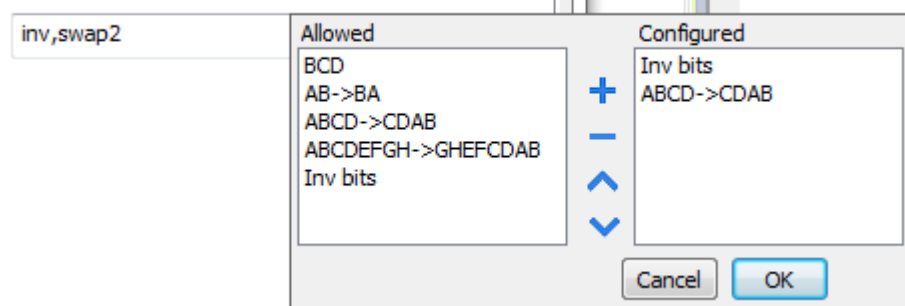 inv,swap2
Allowed
BCD
AB->BA
ABCD->CDAB
ABCDEFGH->GHEFCDAB
Inv bits
Configured
Inv bits
ABCD->CDAB
Cancel
OK